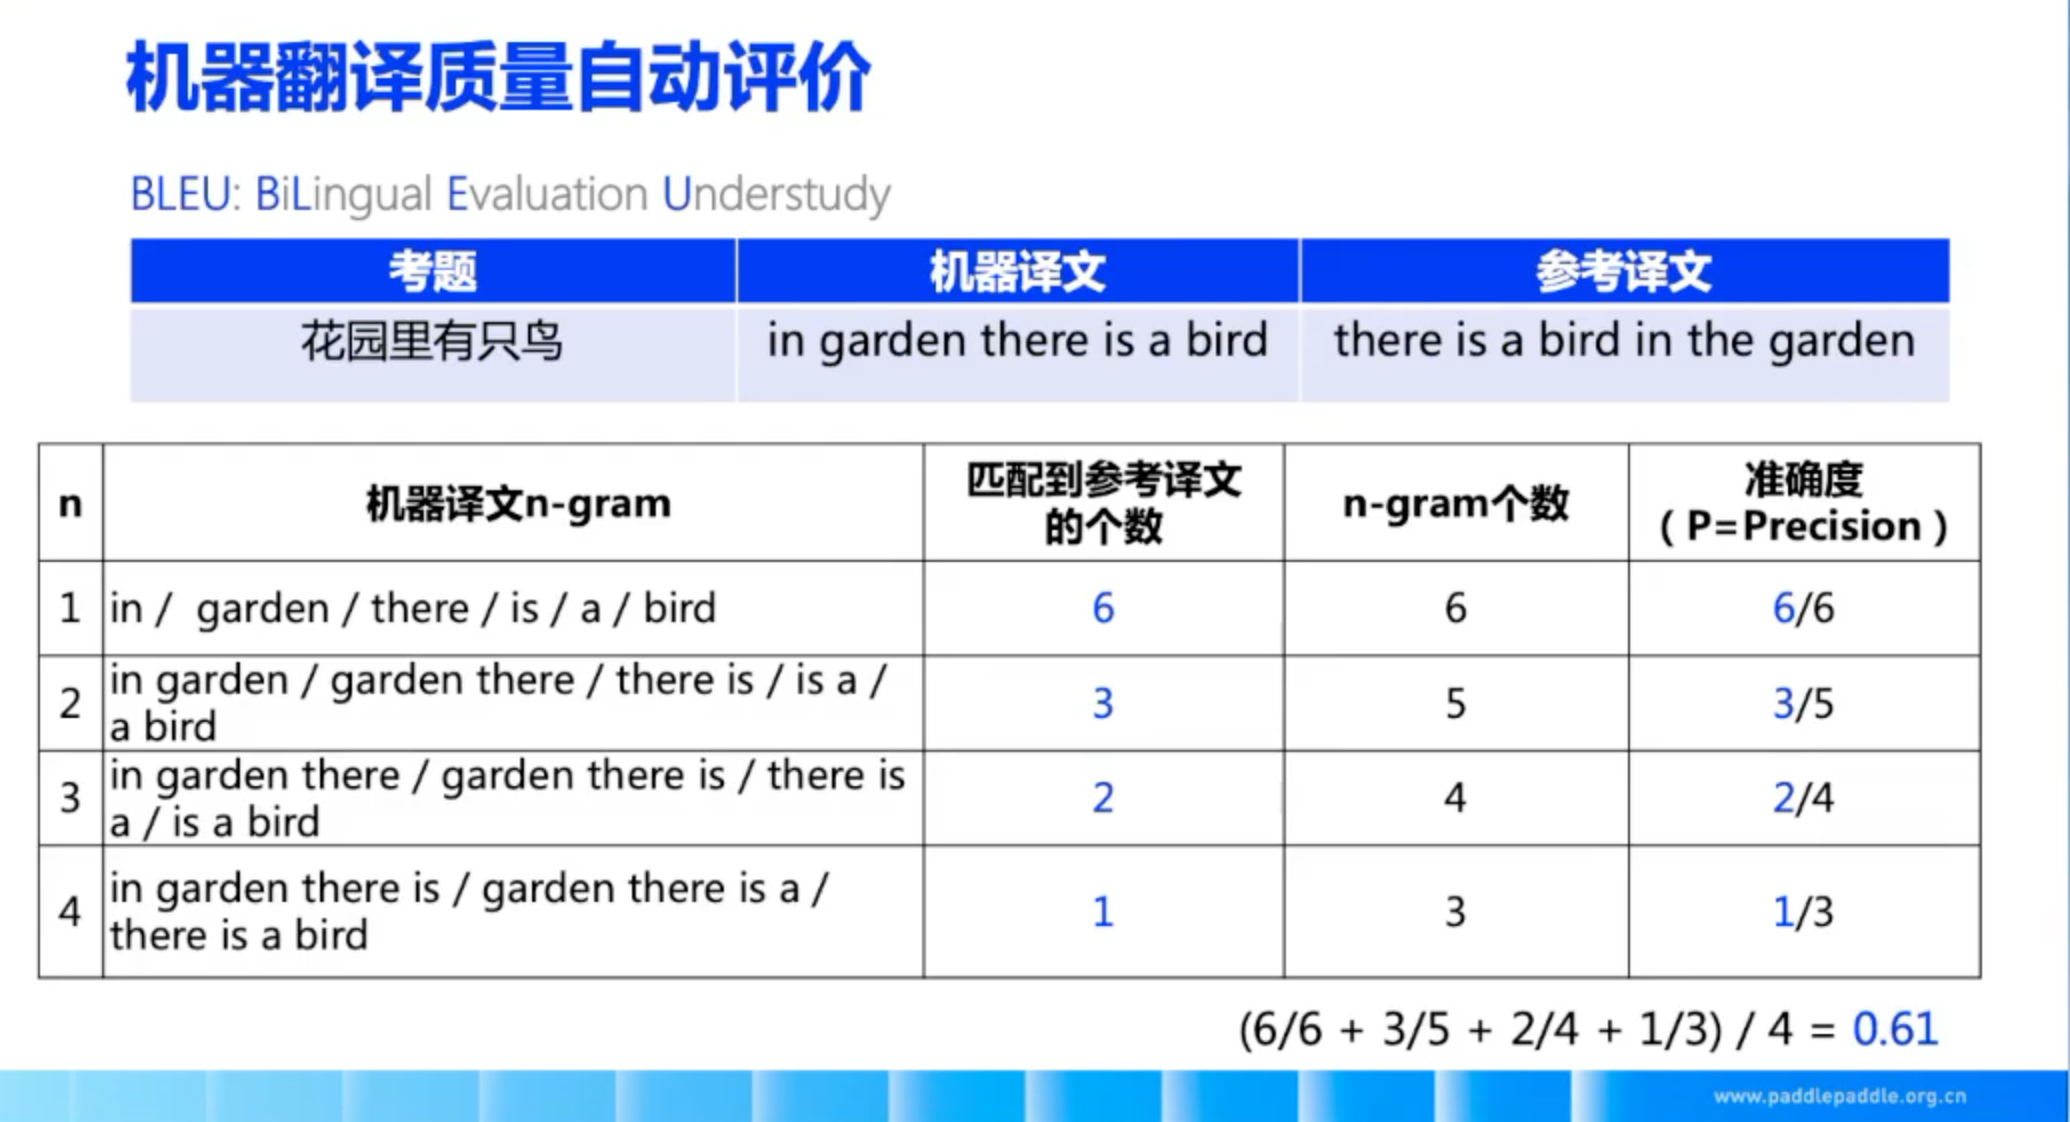 机器翻译质量自动评价
BLEU: BiLingual Evaluation Understudy
考题 机器译文 参考译文
花园里有只鸟 in garden there is a bird there is a bird in the garden
n 机器译文n-gram 匹配到参考译文 n-gram个数 准确度
的个数 （P=Precision）
1 in / garden / there / is / a / bird 6 6 6/6
2 in garden / garden there / there is / is a / 3 5 3/5
a bird
3 in garden there / garden there is / there is 2 4 2/4
a / is a bird
4 in garden there is / garden there is a / 1 3 1/3
there is a bird
(6/6 + 3/5 + 2/4 + 1/3) / 4 = 0.61
www.paddlepaddle.org.cn